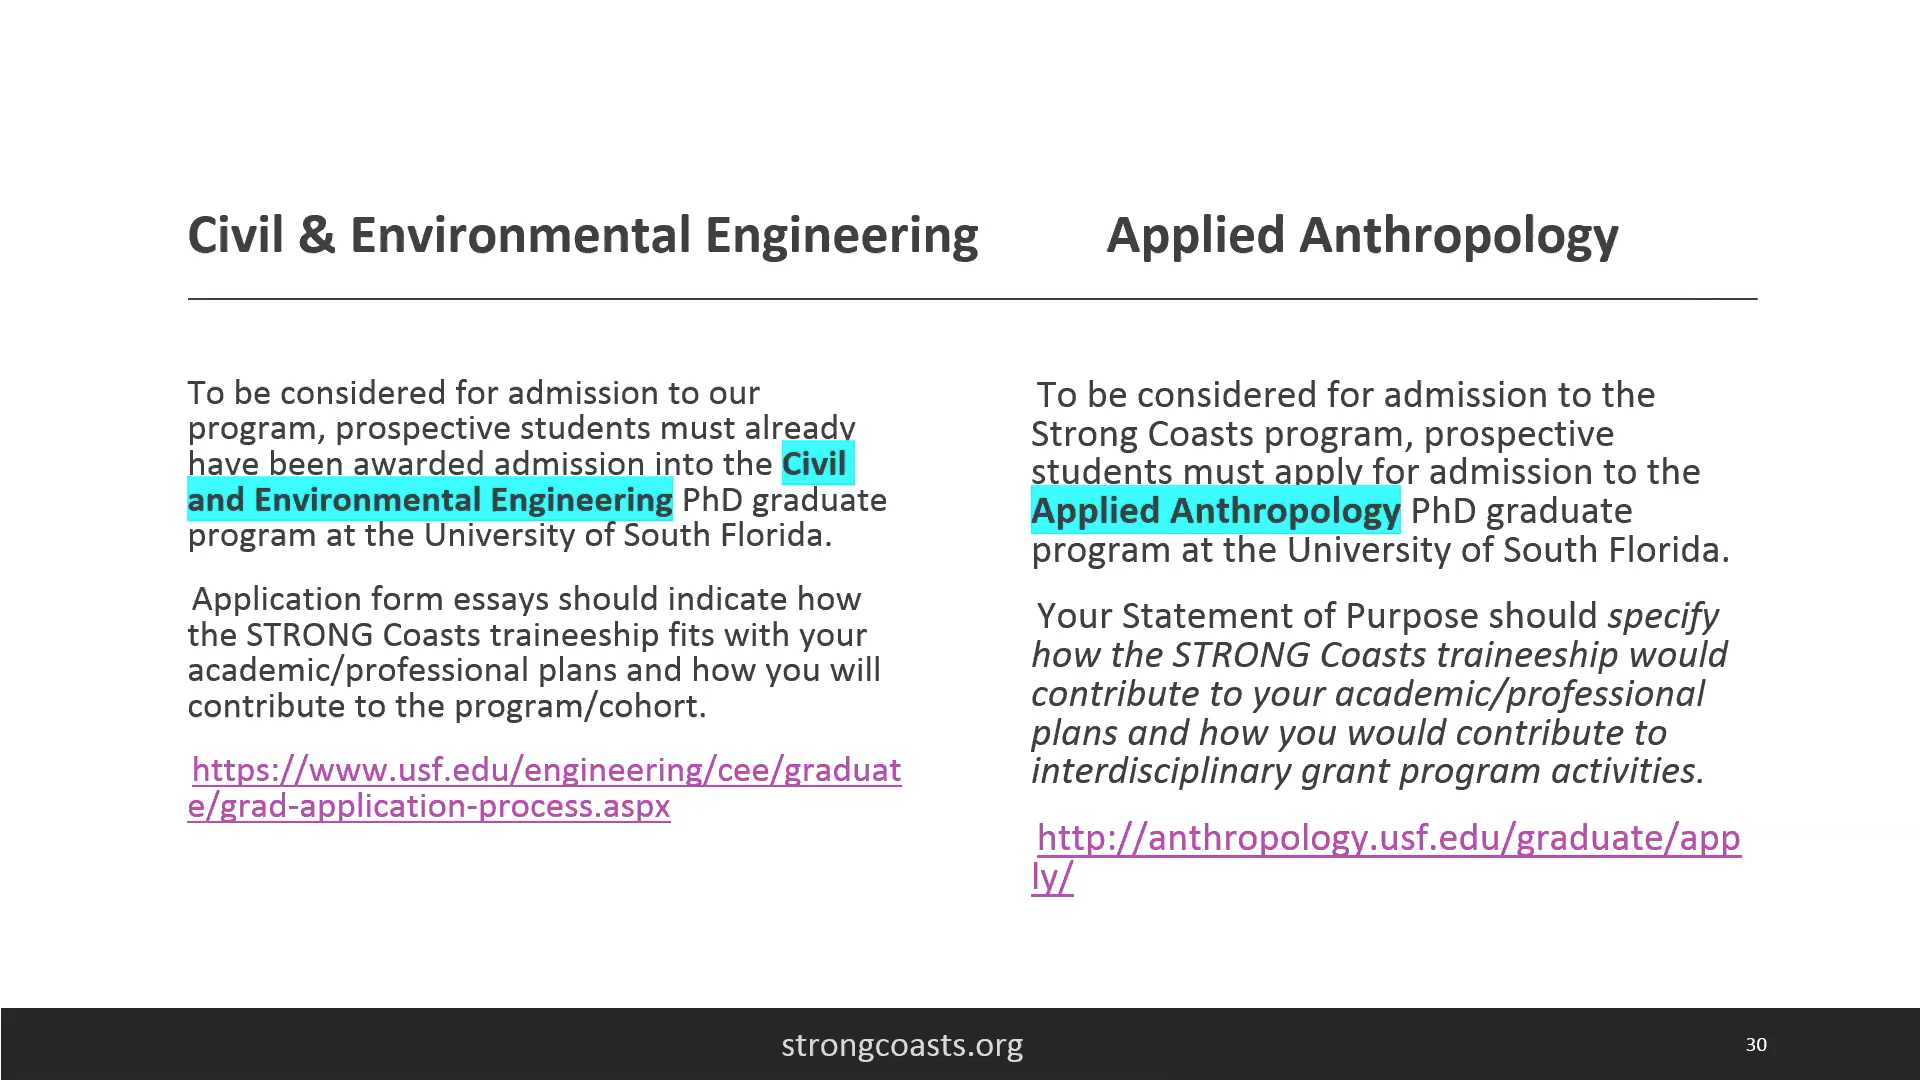 Civil & Environmental Engineering
Applied Anthropology
To be considered for admission to our
program, prospective students must already
have been awarded admission into the Civil
and Environmental Engineering PhD graduate
program at the University of South Florida.
Application form essays should indicate how
the STRONG Coasts traineeship fits with your
academic/professional plans and how you will
contribute to the program/cohort.
https://www.usf.edu/engineering/cee/graduat
e/grad-application-process.aspx
To be considered for admission to the
Strong Coasts program, prospective
students must apply for admission to the
Applied Anthropology PhD graduate
program at the University of South Florida.
Your Statement of Purpose should specify
how the STRONG Coasts traineeship would
contribute to your academic/professional
plans and how you would contribute to
interdisciplinary grant program activities.
http://anthropology.usf.edu/graduate/app
ly/
strongcoasts.org
30